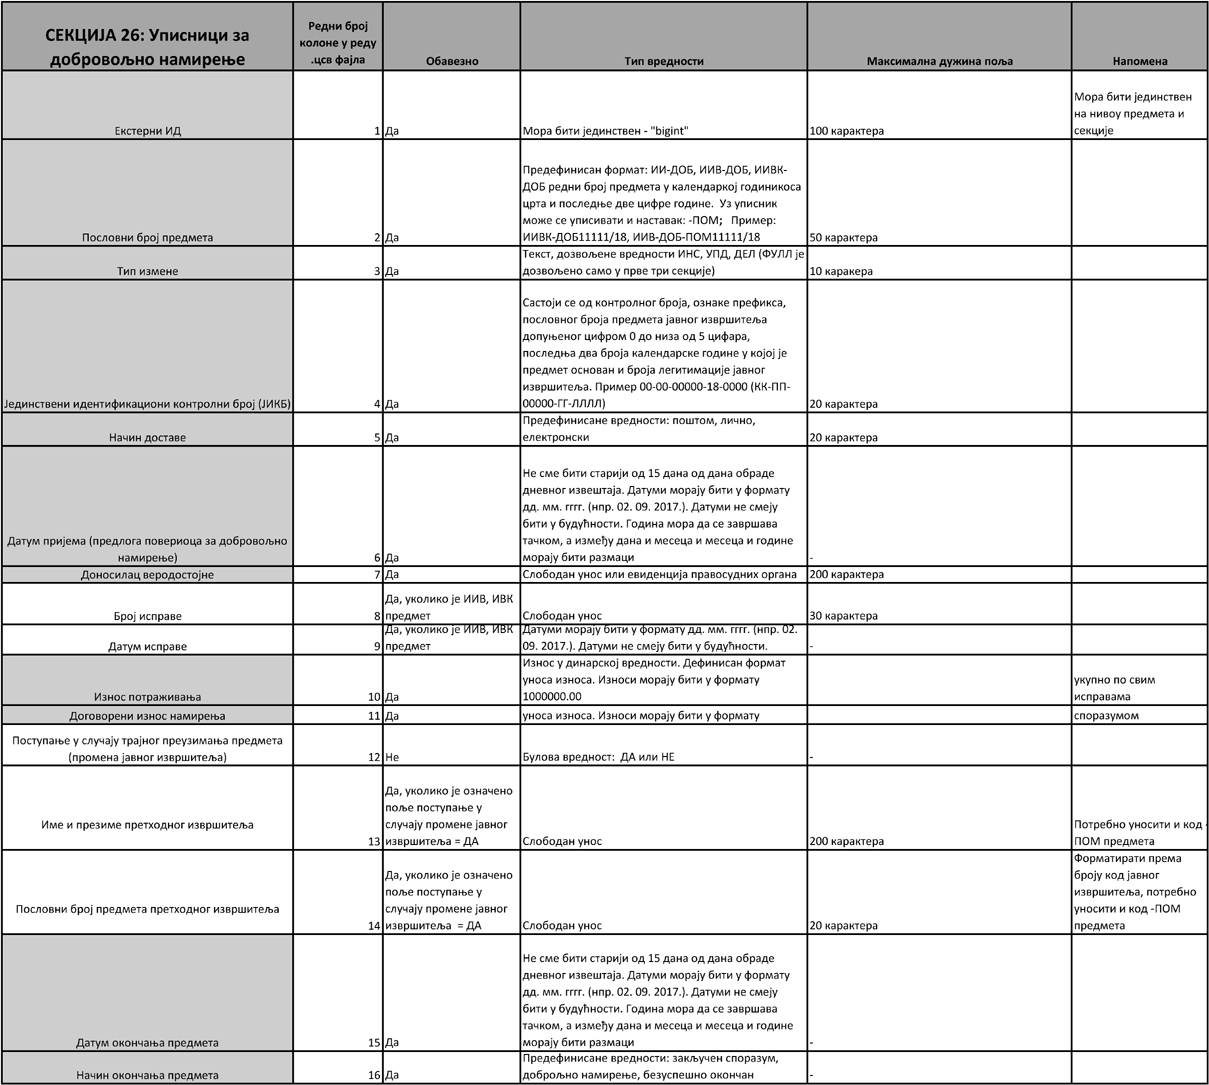 СЕКЦИЈА 26: Уписници за
добровољно намирење
Редни број
колоне у реду
.цсв фајла
Обавезно
Тип вредности
Максимална дужина поља
Напомена
Екстерни ИД
1
Да
Мора бити јединствен - "bigint"
100 карактера
Мора бити јединствен
на нивоу предмета и
секције
Пословни број предмета
2
Да
Предефинисан формат: ИИ-ДОБ, ИИВ-ДОБ, ИИВК-
ДОБ редни број предмета у календаркој годиникоса
црта и последње две цифре године.  Уз уписник
може се уписивати и наставак: -ПОМ;   Пример:
ИИВК-ДОБ11111/18, ИИВ-ДОБ-ПОМ11111/18
50 карактера
Тип измене
3
Да
Текст, дозвољене вредности ИНС, УПД, ДЕЛ (ФУЛЛ је
дозвољено само у прве три секције)
10 каракера
Јединствени идентификациони контролни број (ЈИКБ)
4
Да
Састоји се од контролног броја, ознаке префикса,
пословног броја предмета јавног извршитеља
допуњеног цифром 0 до низа од 5 цифара,
последња два броја календарске године у којој је
предмет основан и броја легитимације јавног
извршитеља. Пример 00-00-00000-18-0000 (КК-ПП-
00000-ГГ-ЛЛЛЛ)
20 карактера
Начин доставе
5
Да
Предефинисане вредности: поштом, лично,
електронски
20 карактера
Датум пријема (предлога повериоца за добровољно
намирење)
6
Да
Не сме бити старији од 15 дана од дана обраде
дневног извештаја. Датуми морају бити у формату
дд. мм. гггг. (нпр. 02. 09. 2017.). Датуми не смеју
бити у будућности. Година мора да се завршава
тачком, а између дана и месеца и месеца и године
морају бити размаци
-
Доносилац веродостојне
7
Да
Слободан унос или евиденција правосудних органа
200 карактера
Број исправе
8
Да, уколико је ИИВ, ИВК
предмет
Слободан унос
30 карактера
Датум исправе
9
Да, уколико је ИИВ, ИВК
предмет
Датуми морају бити у формату дд. мм. гггг. (нпр. 02.
09. 2017.). Датуми не смеју бити у будућности.
-
Износ потраживања
10
Да
Износ у динарској вредности. Дефинисан формат
уноса износа. Износи морају бити у формату
1000000.00
укупно по свим
исправама
Договорени износ намирења
11
Да
уноса износа. Износи морају бити у формату
споразумом
Поступање у случају трајног преузимања предмета
(промена јавног извршитеља)
12
Не
Булова вредност:  ДА или НЕ
-
Име и презиме претходног извршитеља
13
Да, уколико је означено
поље поступање у
случају промене јавног
извршитеља = ДА
Слободан унос
200 карактера
Потребно уносити и код -
ПОМ предмета
Пословни број предмета претходног извршитеља
14
Да, уколико је означено
поље поступање у
случају промене јавног
извршитеља  = ДА
Слободан унос
20 карактера
Форматирати према
броју код јавног
извршитеља, потребно
уносити и код -ПОМ
предмета
Датум окончања предмета
15
Да
Не сме бити старији од 15 дана од дана обраде
дневног извештаја. Датуми морају бити у формату
дд. мм. гггг. (нпр. 02. 09. 2017.). Датуми не смеју
бити у будућности. Година мора да се завршава
тачком, а између дана и месеца и месеца и године
морају бити размаци
-
Начин окончања предмета
16
Да
Предефинисане вредности: закључен споразум,
доброљно намирење, безуспешно окончан
-